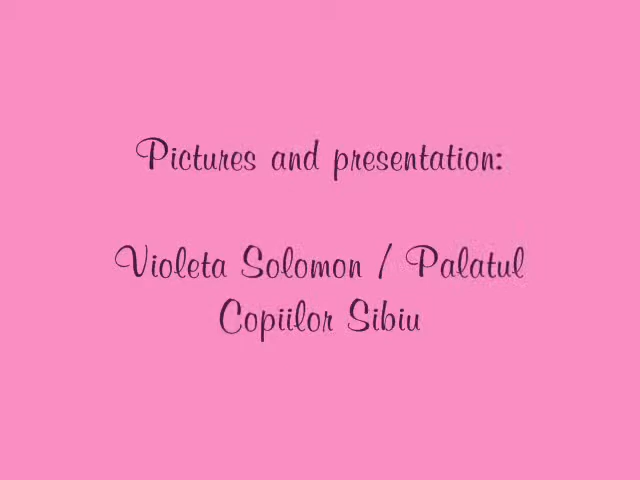 Pictures and presentation:
Violeta Solomon / Palatul
Copiilor Sibiu